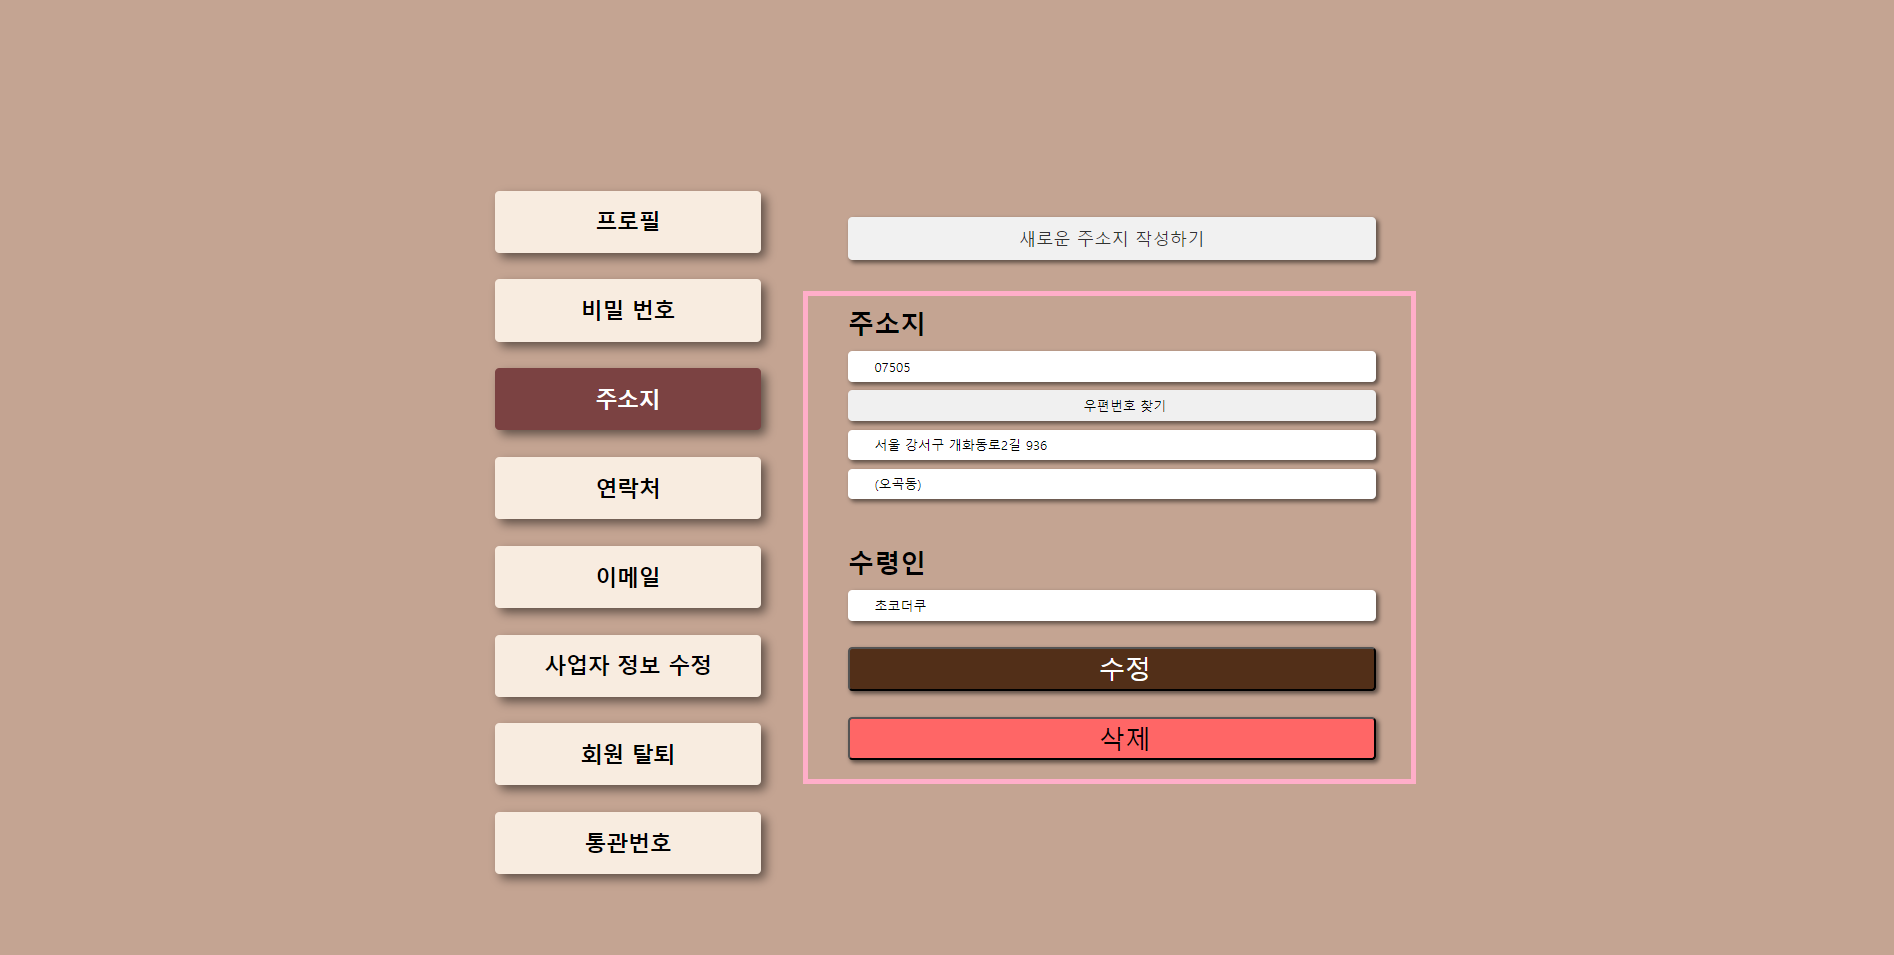 프로필
비밀 번호
주소지
연락처
이메일
사업자 정보 수정
회원 탈퇴
통관번호
새로운 주소지 작성하기
주소지
07505
우편번호 찾기
서울 강서구 개화동로2길 936
(오곡동)
수령인
초코더쿠
수정
삭제